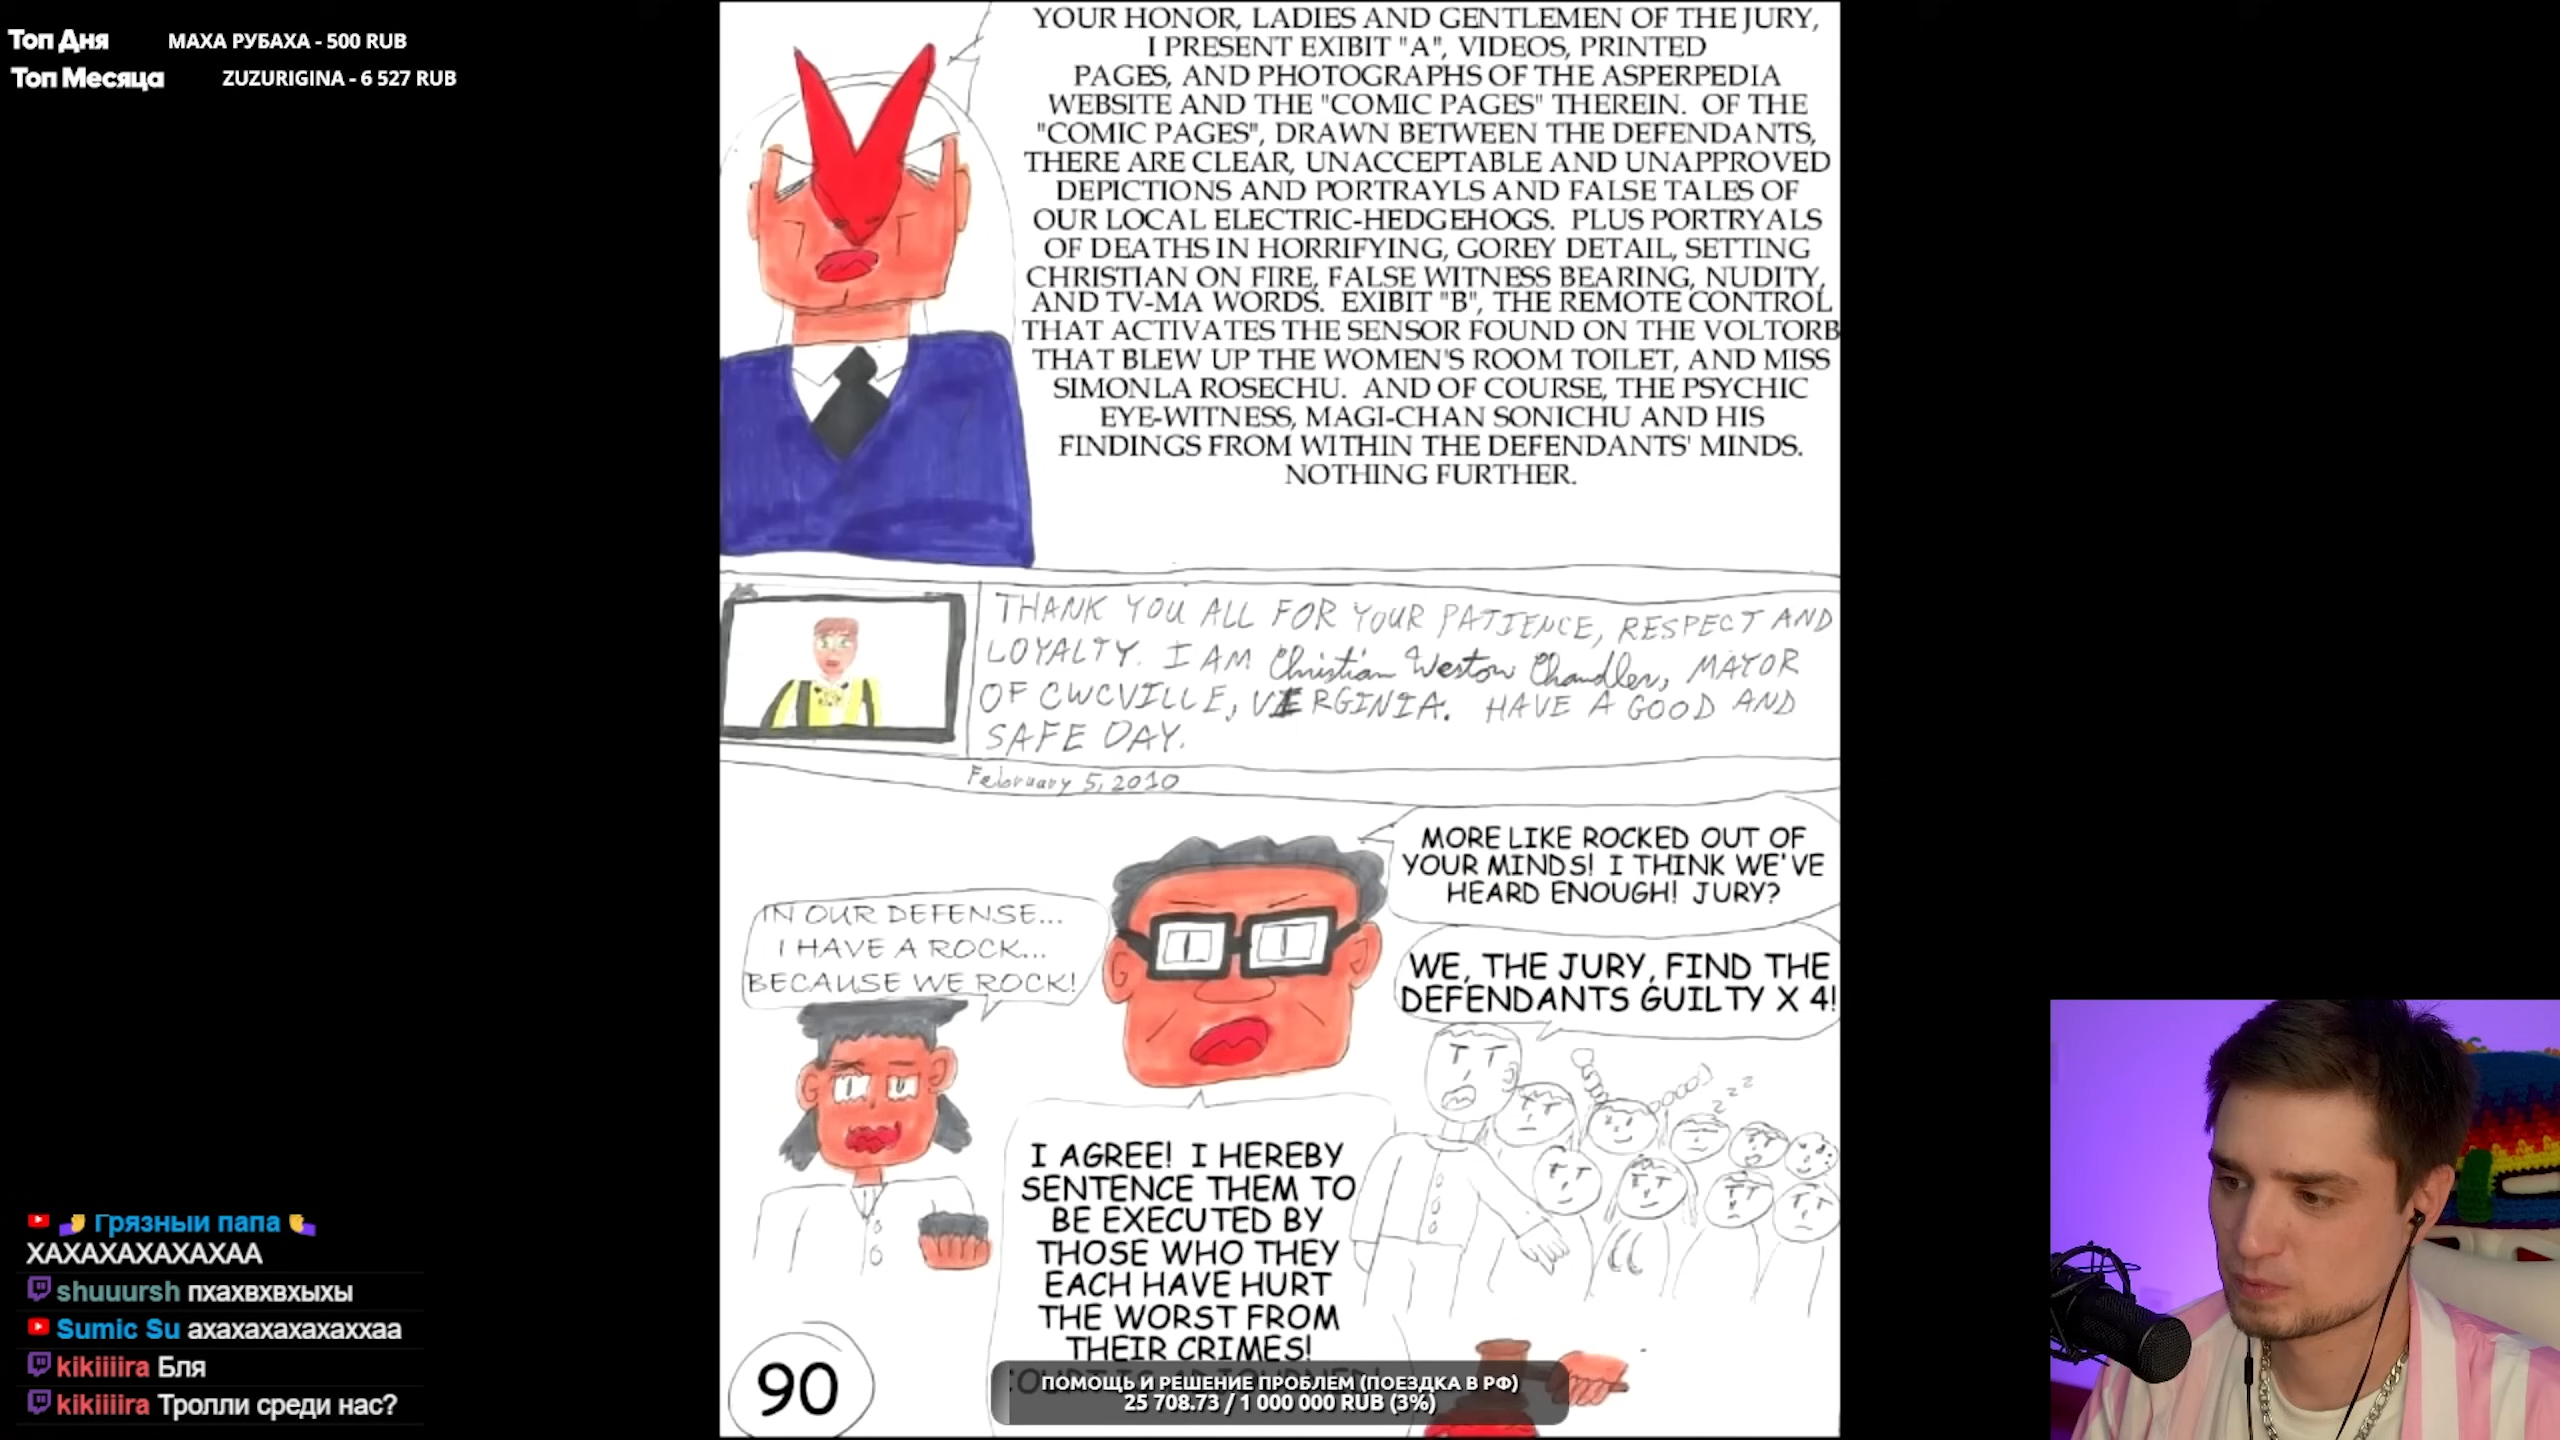 Топ Дня МАХА РУБАХА - 500 RUB
Топ Месяца ZUZURIGINA - 6 527 RUB
YOUR HONOR, LADIES AND GENTLEMEN OF THE JURY,
I PRESENT EXIBIT "A", VIDEOS, PRINTED
PAGES, AND PHOTOGRAPHS OF THE ASPERPEDIA
WEBSITE AND THE "COMIC PAGES" THEREIN. OF THE
"COMIC PAGES", DRAWN BETWEEN THE DEFENDANTS,
THERE ARE CLEAR, UNACCEPTABLE AND UNAPPROVED
DEPICTIONS AND PORTRAYLS AND FALSE TALES OF
OUR LOCAL ELECTRIC-HEDGEHOGS. PLUS PORTRYALS
OF DEATHS IN HORRIFYING, GOREY DETAIL, SETTING
CHRISTIAN ON FIRE, FALSE WITNESS BEARING, NUDITY,
AND TV-MA WORDS. EXIBIT "B", THE REMOTE CONTROL
THAT ACTIVATES THE SENSOR FOUND ON THE VOLTORB
THAT BLEW UP THE WOMEN'S ROOM TOILET, AND MISS
SIMONLA ROSECHU. AND OF COURSE, THE PSYCHIC
EYE-WITNESS, MAGI-CHAN SONICHU AND HIS
FINDINGS FROM WITHIN THE DEFENDANTS' MINDS.
NOTHING FURTHER.
THANK YOU ALL FOR YOUR PATIENCE, RESPECT AND
LOYALTY. I AM Christian Weston Chandler, MAYOR
OF CWCVILLE, VIRGINIA. HAVE A GOOD AND
SAFE DAY.
February 5, 2010
IN OUR DEFENSE...
I HAVE A ROCK...
BECAUSE WE ROCK!
MORE LIKE ROCKED OUT OF
YOUR MINDS! I THINK WE'VE
HEARD ENOUGH! JURY?
WE, THE JURY, FIND THE
DEFENDANTS GUILTY X 4!
z z z
I AGREE! I HEREBY
SENTENCE THEM TO
BE EXECUTED BY
THOSE WHO THEY
EACH HAVE HURT
THE WORST FROM
THEIR CRIMES!
90
ПОМОЩЬ И РЕШЕНИЕ ПРОБЛЕМ (ПОЕЗДКА В РФ)
25 708.73 / 1 000 000 RUB (3%)
Грязный папа
ХАХАХАХАХАХАА
shuuursh пхахвхвхыхы
Sumic Su ахахахахахаххаа
kikiiiira Бля
kikiiiira Тролли среди нас?